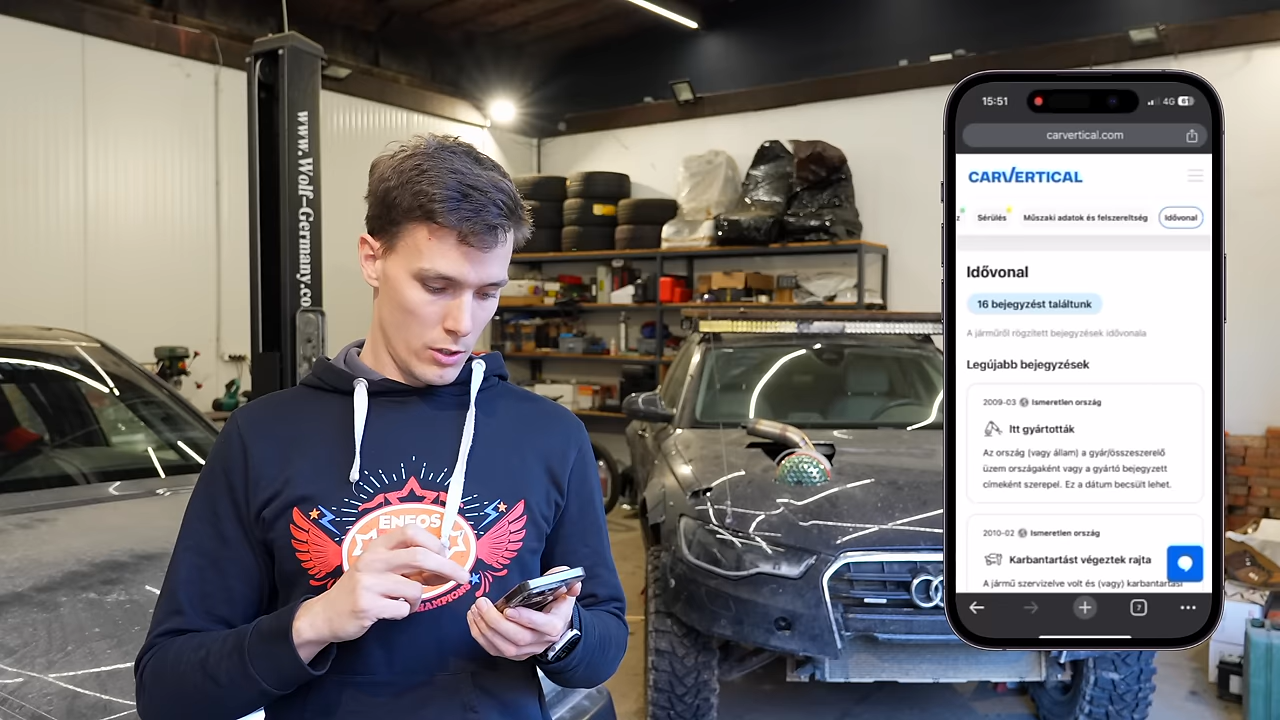 www.Wolf-Germany.co
ENEOS
CHAMPIONS
15:51
4G
61
carvertical.com
CARVERTICAL
z
Sérülés
Műszaki adatok és felszereltség
Idővonal
Idővonal
16 bejegyzést találtunk
A járműről rögzített bejegyzések idővonala
Legújabb bejegyzések
2009-03 Ismeretlen ország
Itt gyártották
Az ország (vagy állam) a gyár/összeszerelő
üzem országaként vagy a gyártó bejegyzett
címeként szerepel. Ez a dátum becsült lehet.
2010-02 Ismeretlen ország
Karbantartást végeztek rajta
A jármű szervizelve volt és (vagy) karbantartási
7